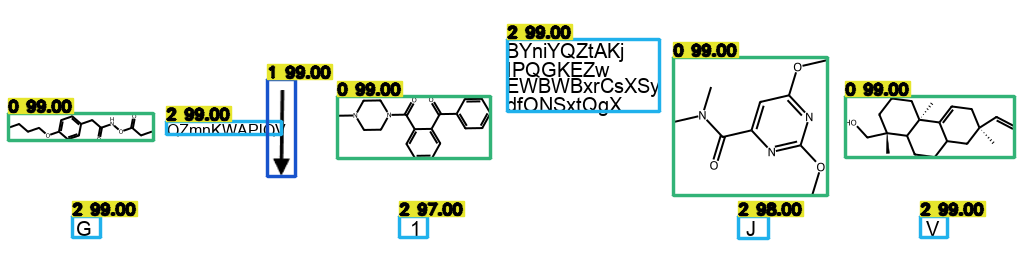 2 99.00
BYniYQZtAKj
IPQGKEZw
EWBWBxrCsXSy
dfQNSxtQgX
1 99.00
0 99.00
0 99.00
0 99.00
0 99.00
2 99.00
QZmnKWAPIQV
O
N
N
O
N
N
O
O
N
N
O
O
HO
2 99.00
G
2 97.00
1
2 98.00
J
2 99.00
V